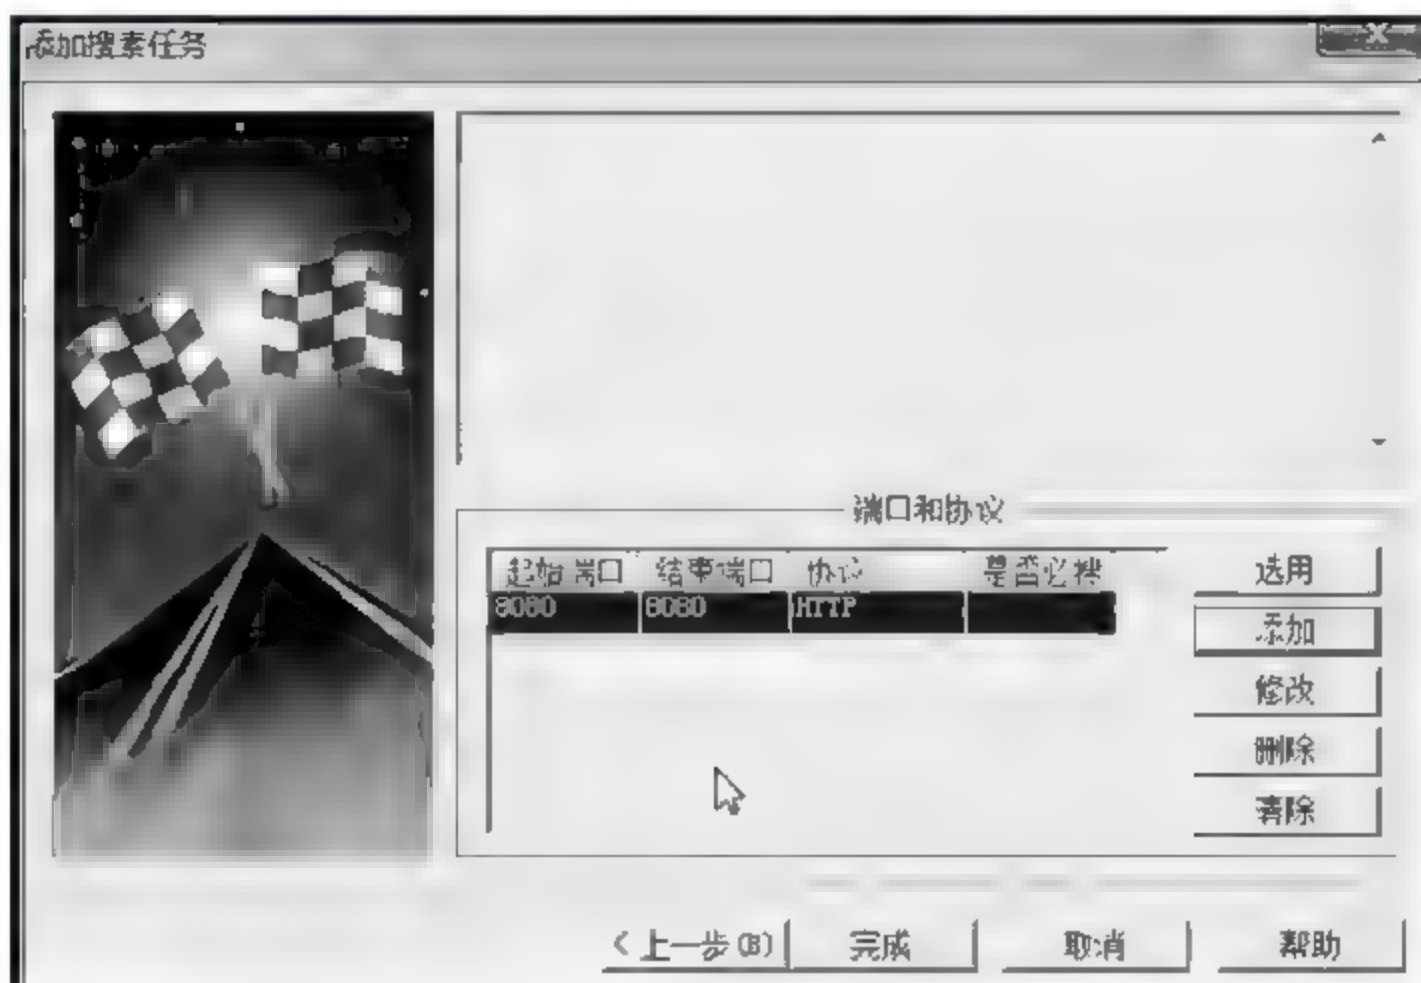 添加搜索任务
端口和协议
起始端口 结束端口 协议 是否必搜
8080 8080 HTTP
选用
添加
修改
删除
清除
< 上一步(B) 完成 取消 帮助